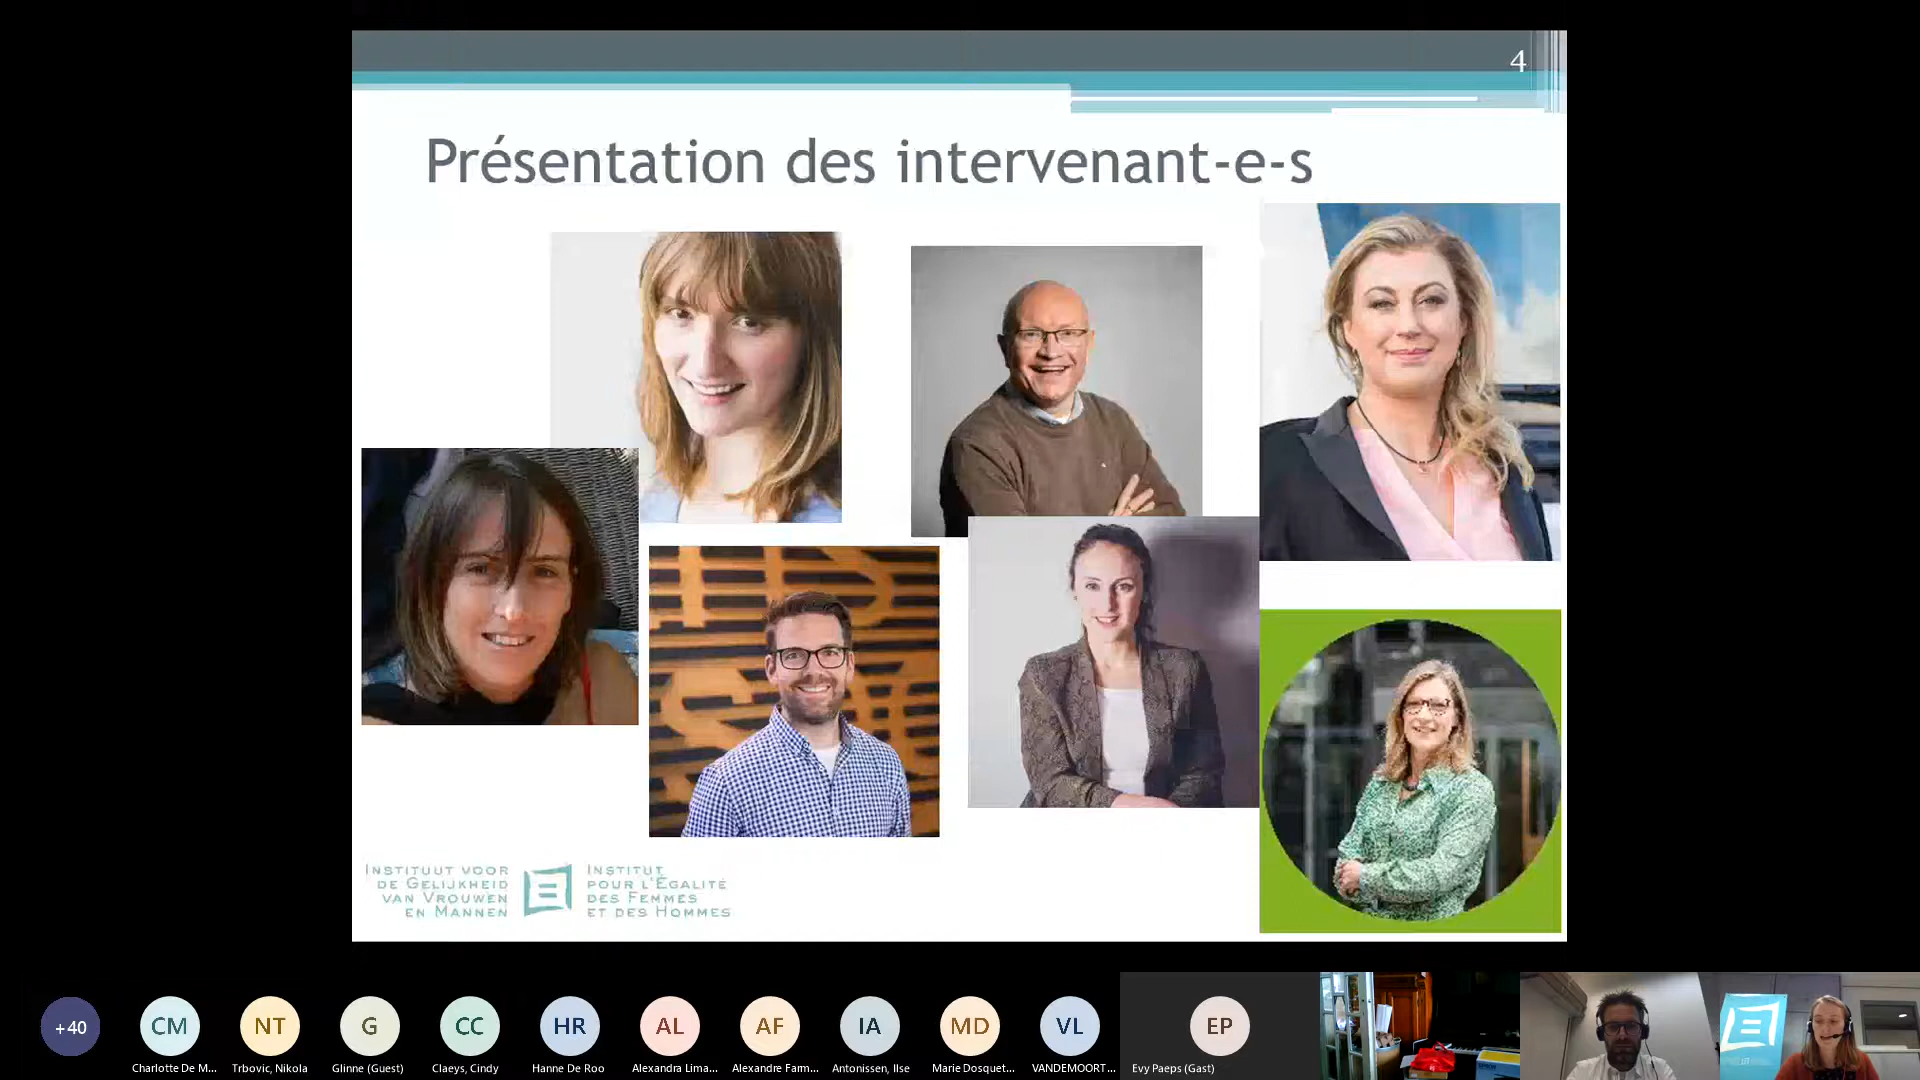 4
Présentation des intervenant-e-s
INSTITUUT VOOR
DE GELIJKHEID
VAN VROUWEN
EN MANNEN
INSTITUT
POUR L'ÉGALITÉ
DES FEMMES
ET DES HOMMES
+40
CM
NT
G
CC
HR
AL
AF
IA
MD
VL
EP
Charlotte De M...
Trbovic, Nikola
Glinne (Guest)
Claeys, Cindy
Hanne De Roo
Alexandra Lima...
Alexandre Farm...
Antonissen, Ilse
Marie Dosquet...
VANDEMOORT...
Evy Paeps (Gast)